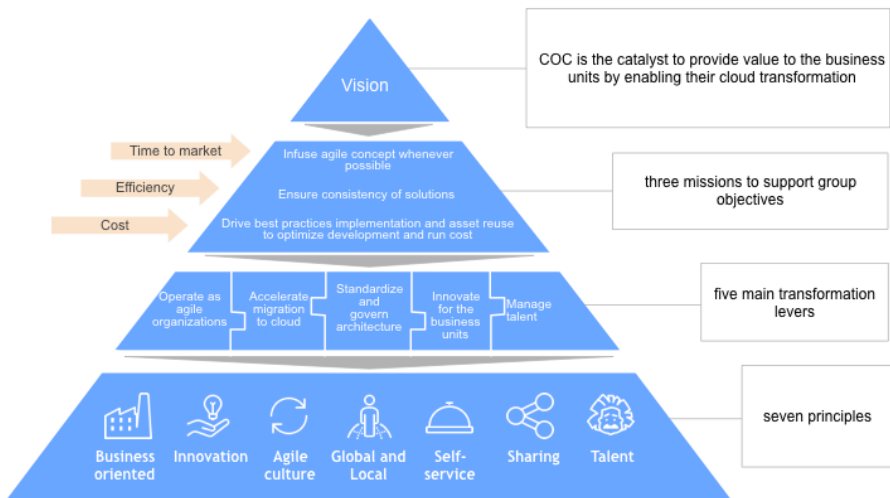 Vision
COC is the catalyst to provide value to the business
units by enabling their cloud transformation
Time to market
Efficiency
Cost
Infuse agile concept whenever
possible
Ensure consistency of solutions
Drive best practices implementation and asset reuse
to optimize development and run cost
three missions to support group
objectives
Operate as
agile
organizations
Accelerate
migration
to cloud
Standardize
and
govern
architecture
Innovate
for the
business
units
Manage
talent
five main transformation
levers
Business
oriented
Innovation
Agile
culture
Global and
Local
Self-
service
Sharing
Talent
seven principles